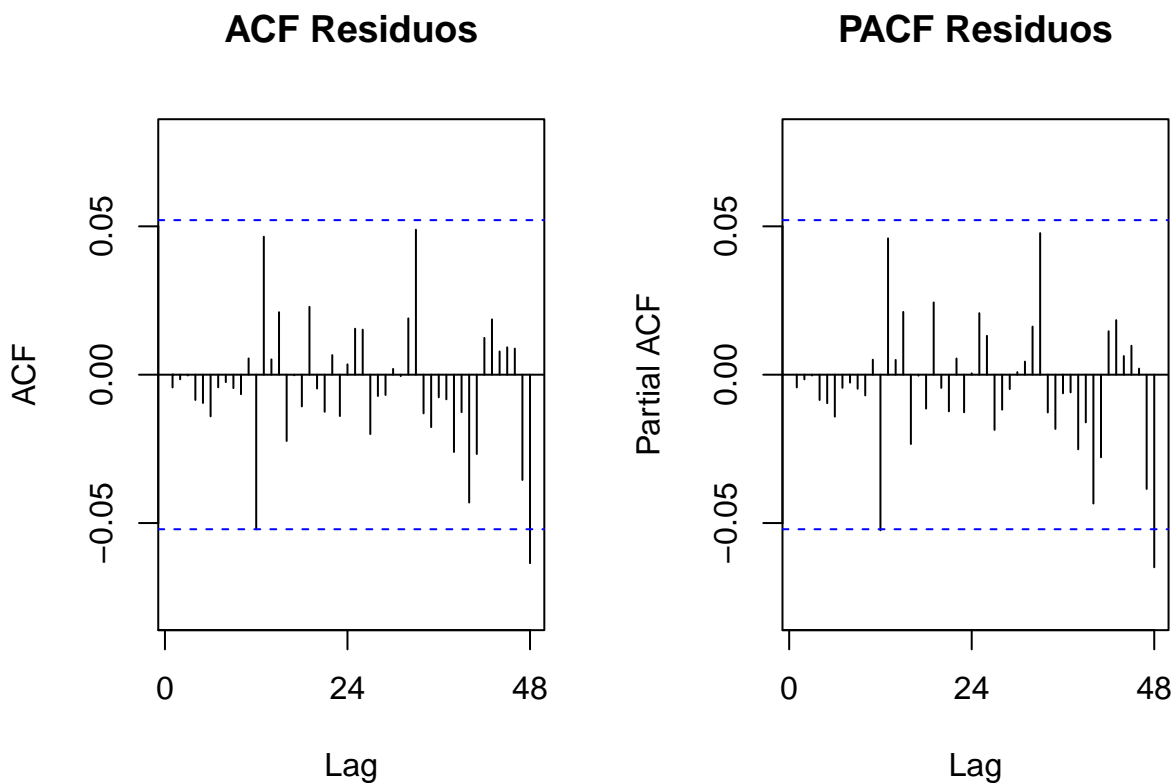 ACF Residuos
ACF
0.05
0.00
−0.05
0
24
48
Lag
PACF Residuos
Partial ACF
0.05
0.00
−0.05
0
24
48
Lag